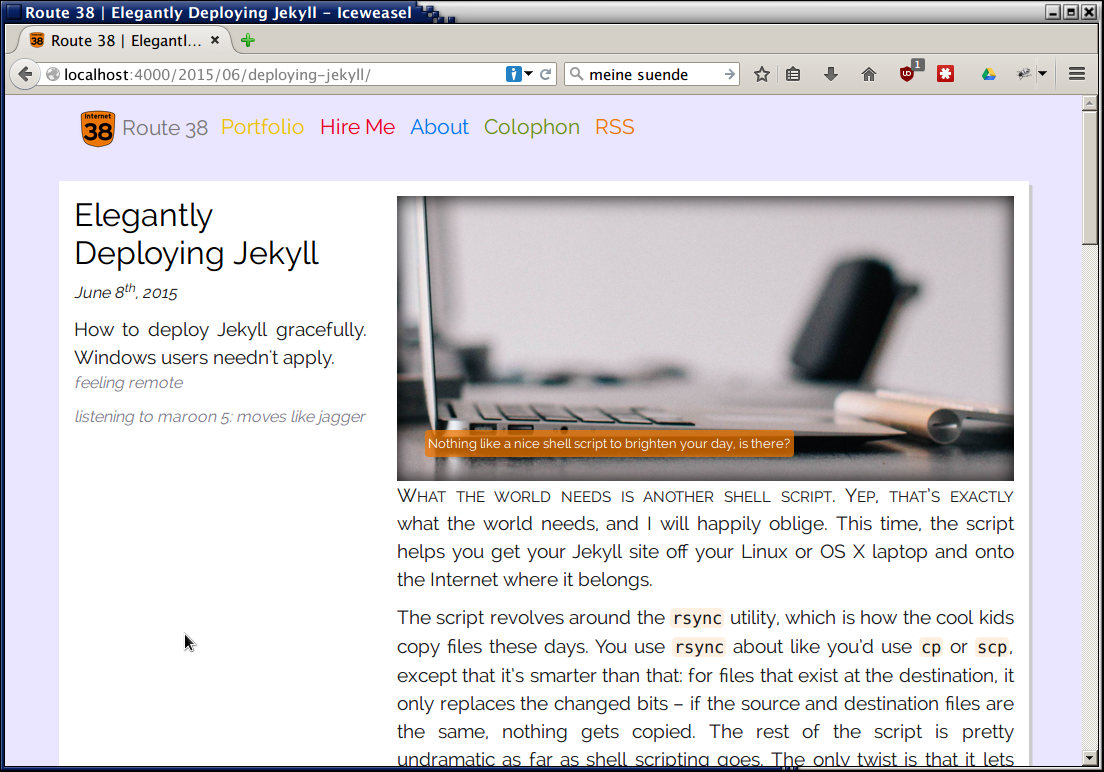 Route 38 | Elegantly Deploying Jekyll - Iceweasel
Route 38 | Elegantl...
localhost:4000/2015/06/deploying-jekyll/
meine suende
1
Internet
38
Route 38 Portfolio Hire Me About Colophon RSS
Elegantly
Deploying Jekyll
June 8th, 2015
How to deploy Jekyll gracefully.
Windows users needn't apply.
feeling remote
listening to maroon 5: moves like jagger
Nothing like a nice shell script to brighten your day, is there?
What the world needs is another shell script. Yep, that's exactly
what the world needs, and I will happily oblige. This time, the script
helps you get your Jekyll site off your Linux or OS X laptop and onto
the Internet where it belongs.
The script revolves around the rsync utility, which is how the cool kids
copy files these days. You use rsync about like you'd use cp or scp,
except that it's smarter than that: for files that exist at the destination, it
only replaces the changed bits – if the source and destination files are
the same, nothing gets copied. The rest of the script is pretty
undramatic as far as shell scripting goes. The only twist is that it lets